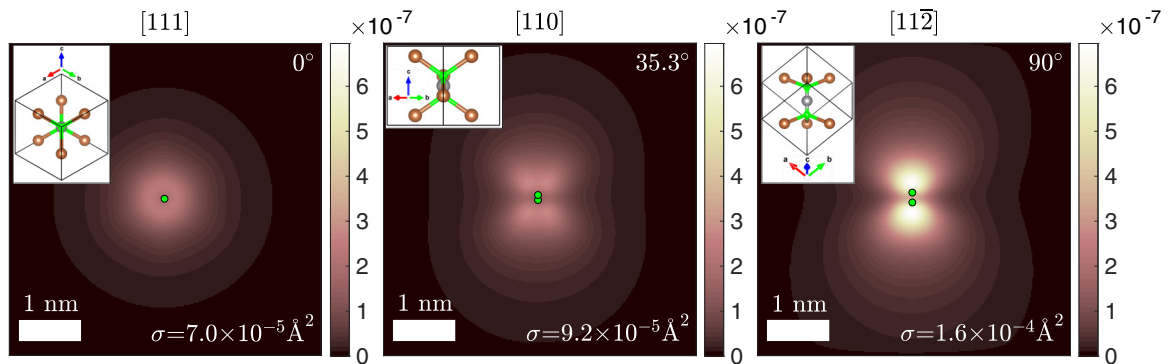 [111]
×10⁻⁷
c
a
b
0°
1 nm
σ=7.0×10⁻⁵Å²
6
5
4
3
2
1
0
[110]
×10⁻⁷
c
a
b
35.3°
1 nm
σ=9.2×10⁻⁵Å²
6
5
4
3
2
1
0
[112̅]
×10⁻⁷
a
c
b
90°
1 nm
σ=1.6×10⁻⁴Å²
6
5
4
3
2
1
0